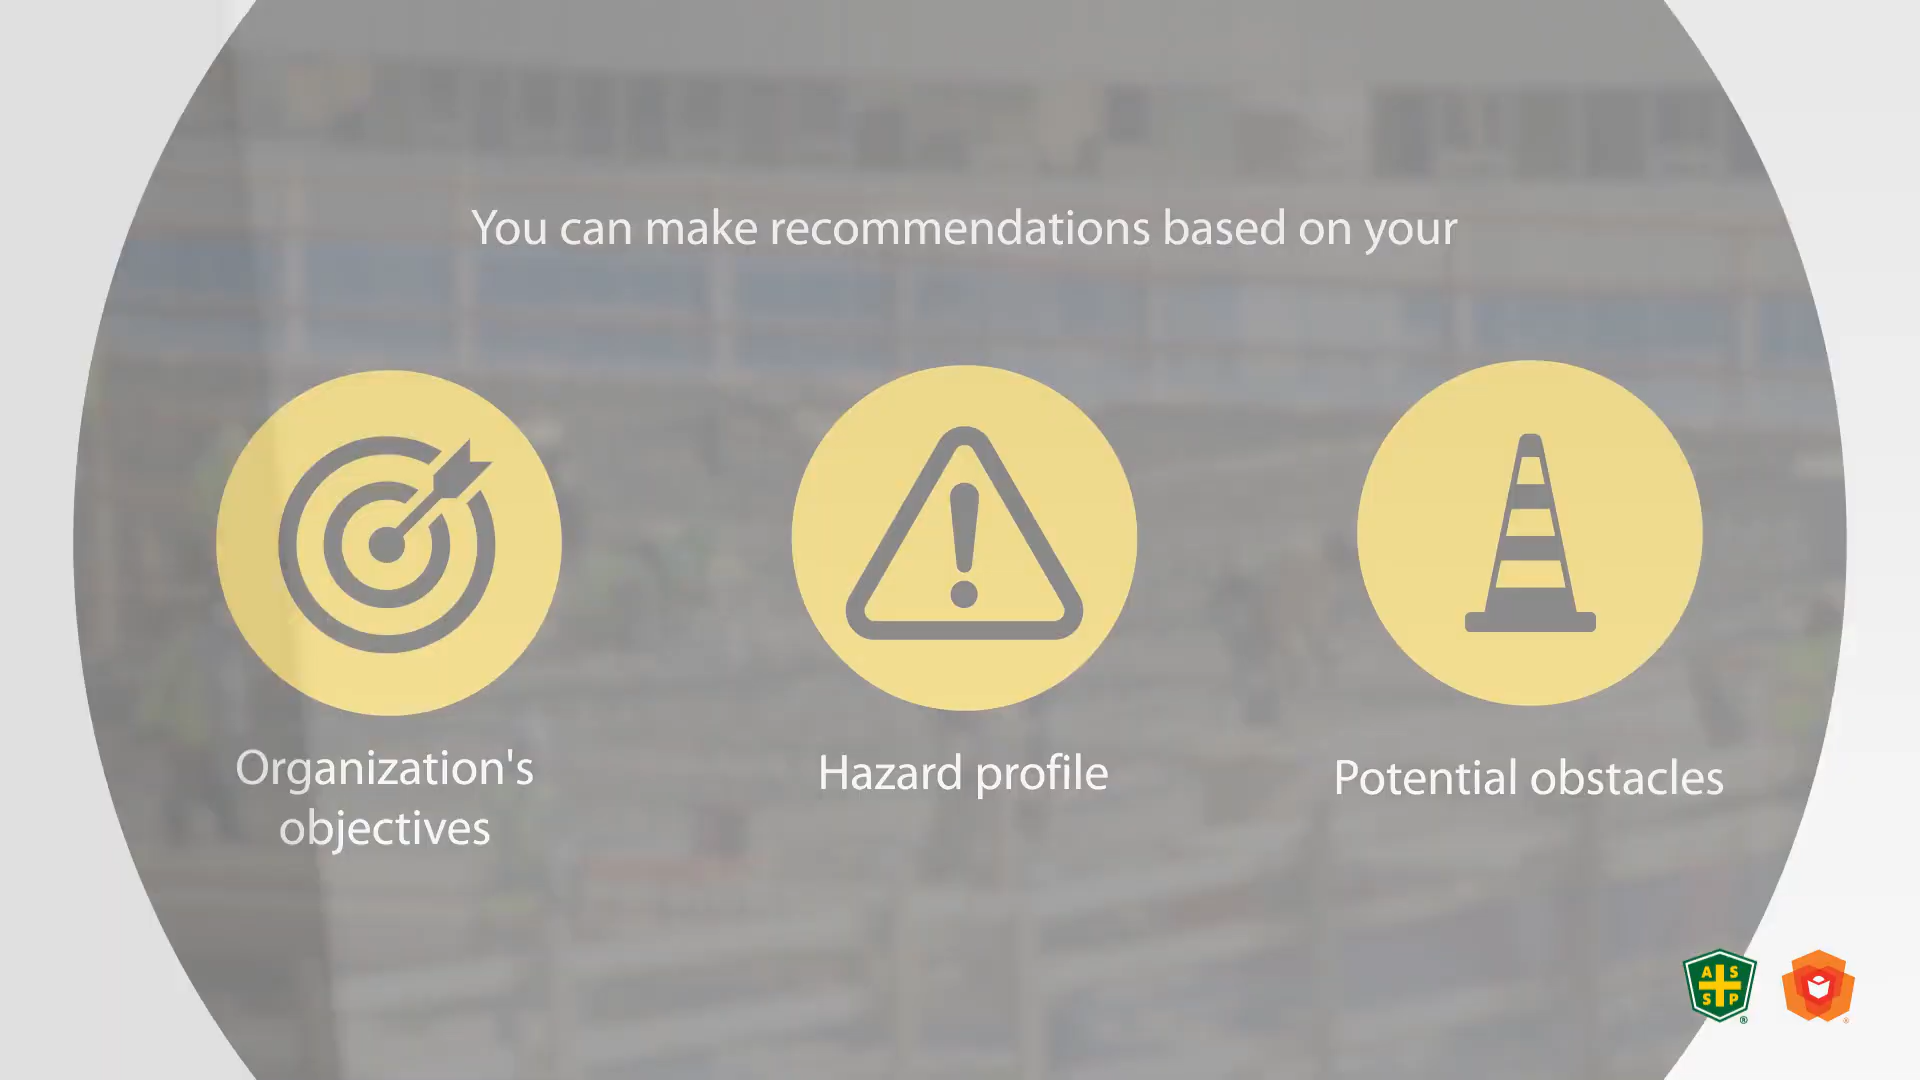 You can make recommendations based on your
Organization's
objectives
Hazard profile
Potential obstacles
A S
S P
®
®